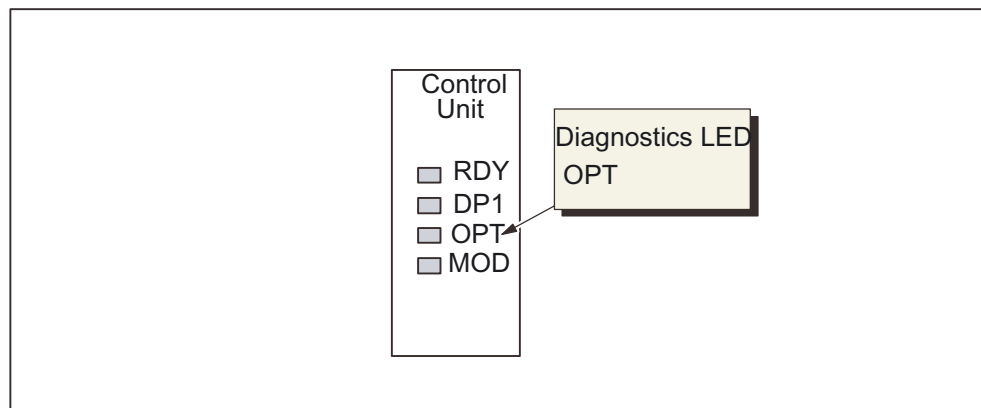 Control
Unit
RDY
DP1
OPT
MOD
Diagnostics LED
OPT